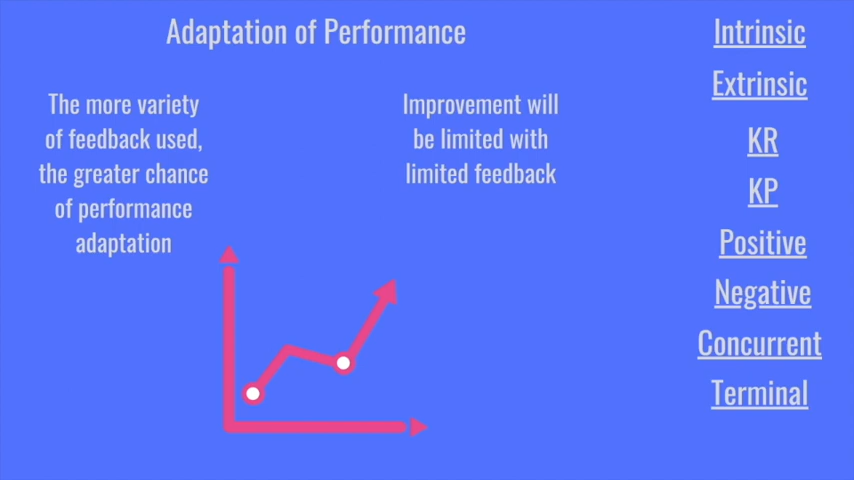 Adaptation of Performance
The more variety
of feedback used,
the greater chance
of performance
adaptation
Improvement will
be limited with
limited feedback
Intrinsic
Extrinsic
KR
KP
Positive
Negative
Concurrent
Terminal